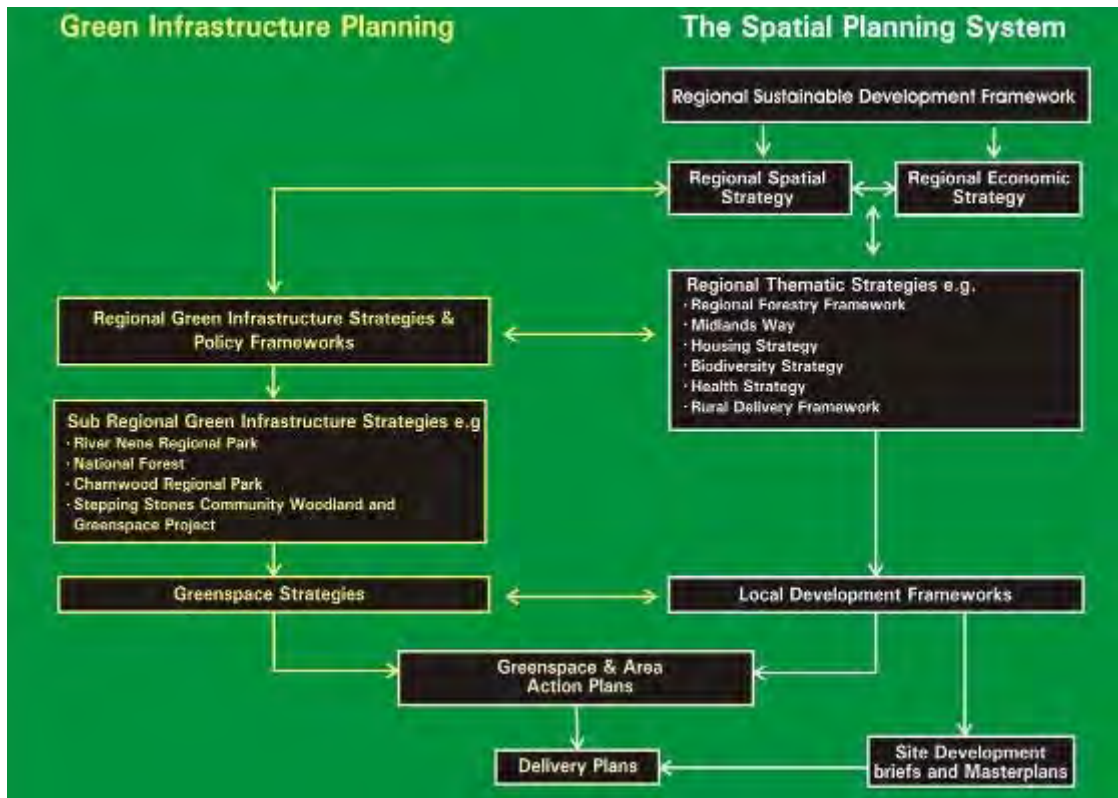 Green Infrastructure Planning
The Spatial Planning System
Regional Sustainable Development Framework
Regional Spatial
Strategy
Regional Economic
Strategy
Regional Thematic Strategies e.g.
· Regional Forestry Framework
· Midlands Way
· Housing Strategy
· Biodiversity Strategy
· Health Strategy
· Rural Delivery Framework
Regional Green Infrastructure Strategies &
Policy Frameworks
Sub Regional Green Infrastructure Strategies e.g
· River Nene Regional Park
· National Forest
· Charnwood Regional Park
· Stepping Stones Community Woodland and
Greenspace Project
Greenspace Strategies
Local Development Frameworks
Greenspace & Area
Action Plans
Delivery Plans
Site Development
briefs and Masterplans